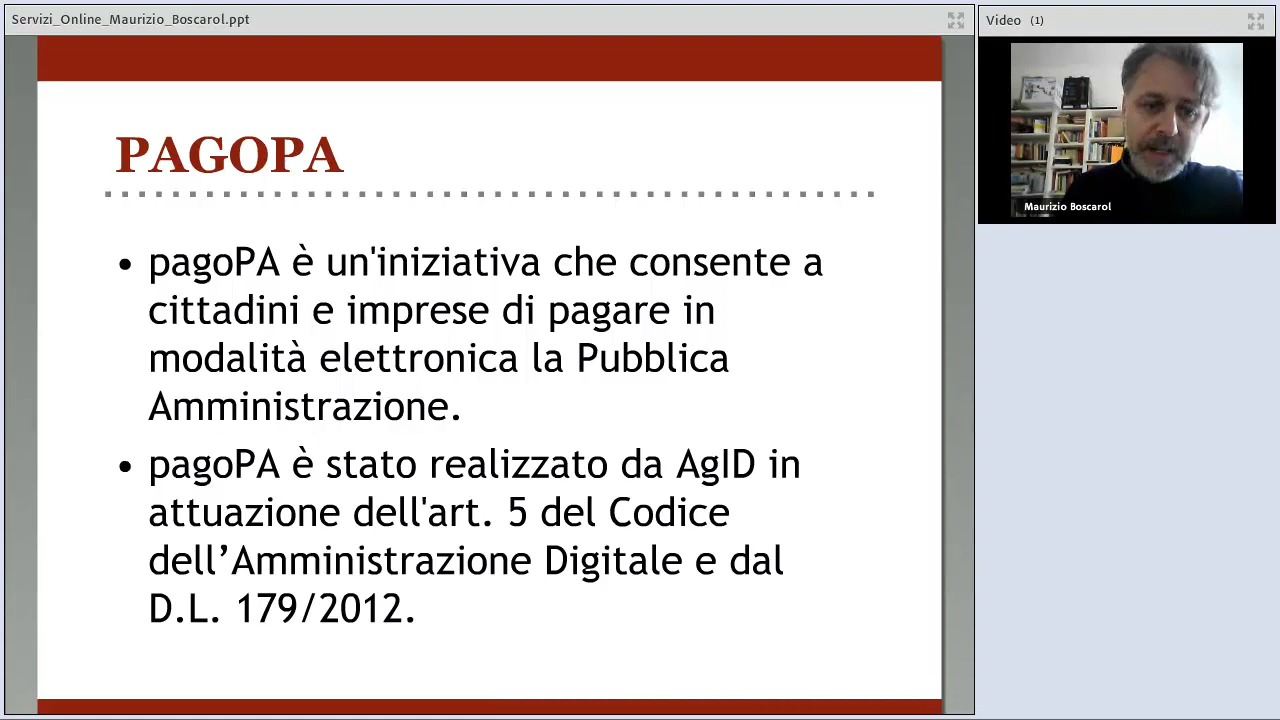 Servizi_Online_Maurizio_Boscarol.ppt
Video (1)
PAGOPA
• pagoPA è un'iniziativa che consente a
cittadini e imprese di pagare in
modalità elettronica la Pubblica
Amministrazione.
• pagoPA è stato realizzato da AgID in
attuazione dell'art. 5 del Codice
dell’Amministrazione Digitale e dal
D.L. 179/2012.
Maurizio Boscarol